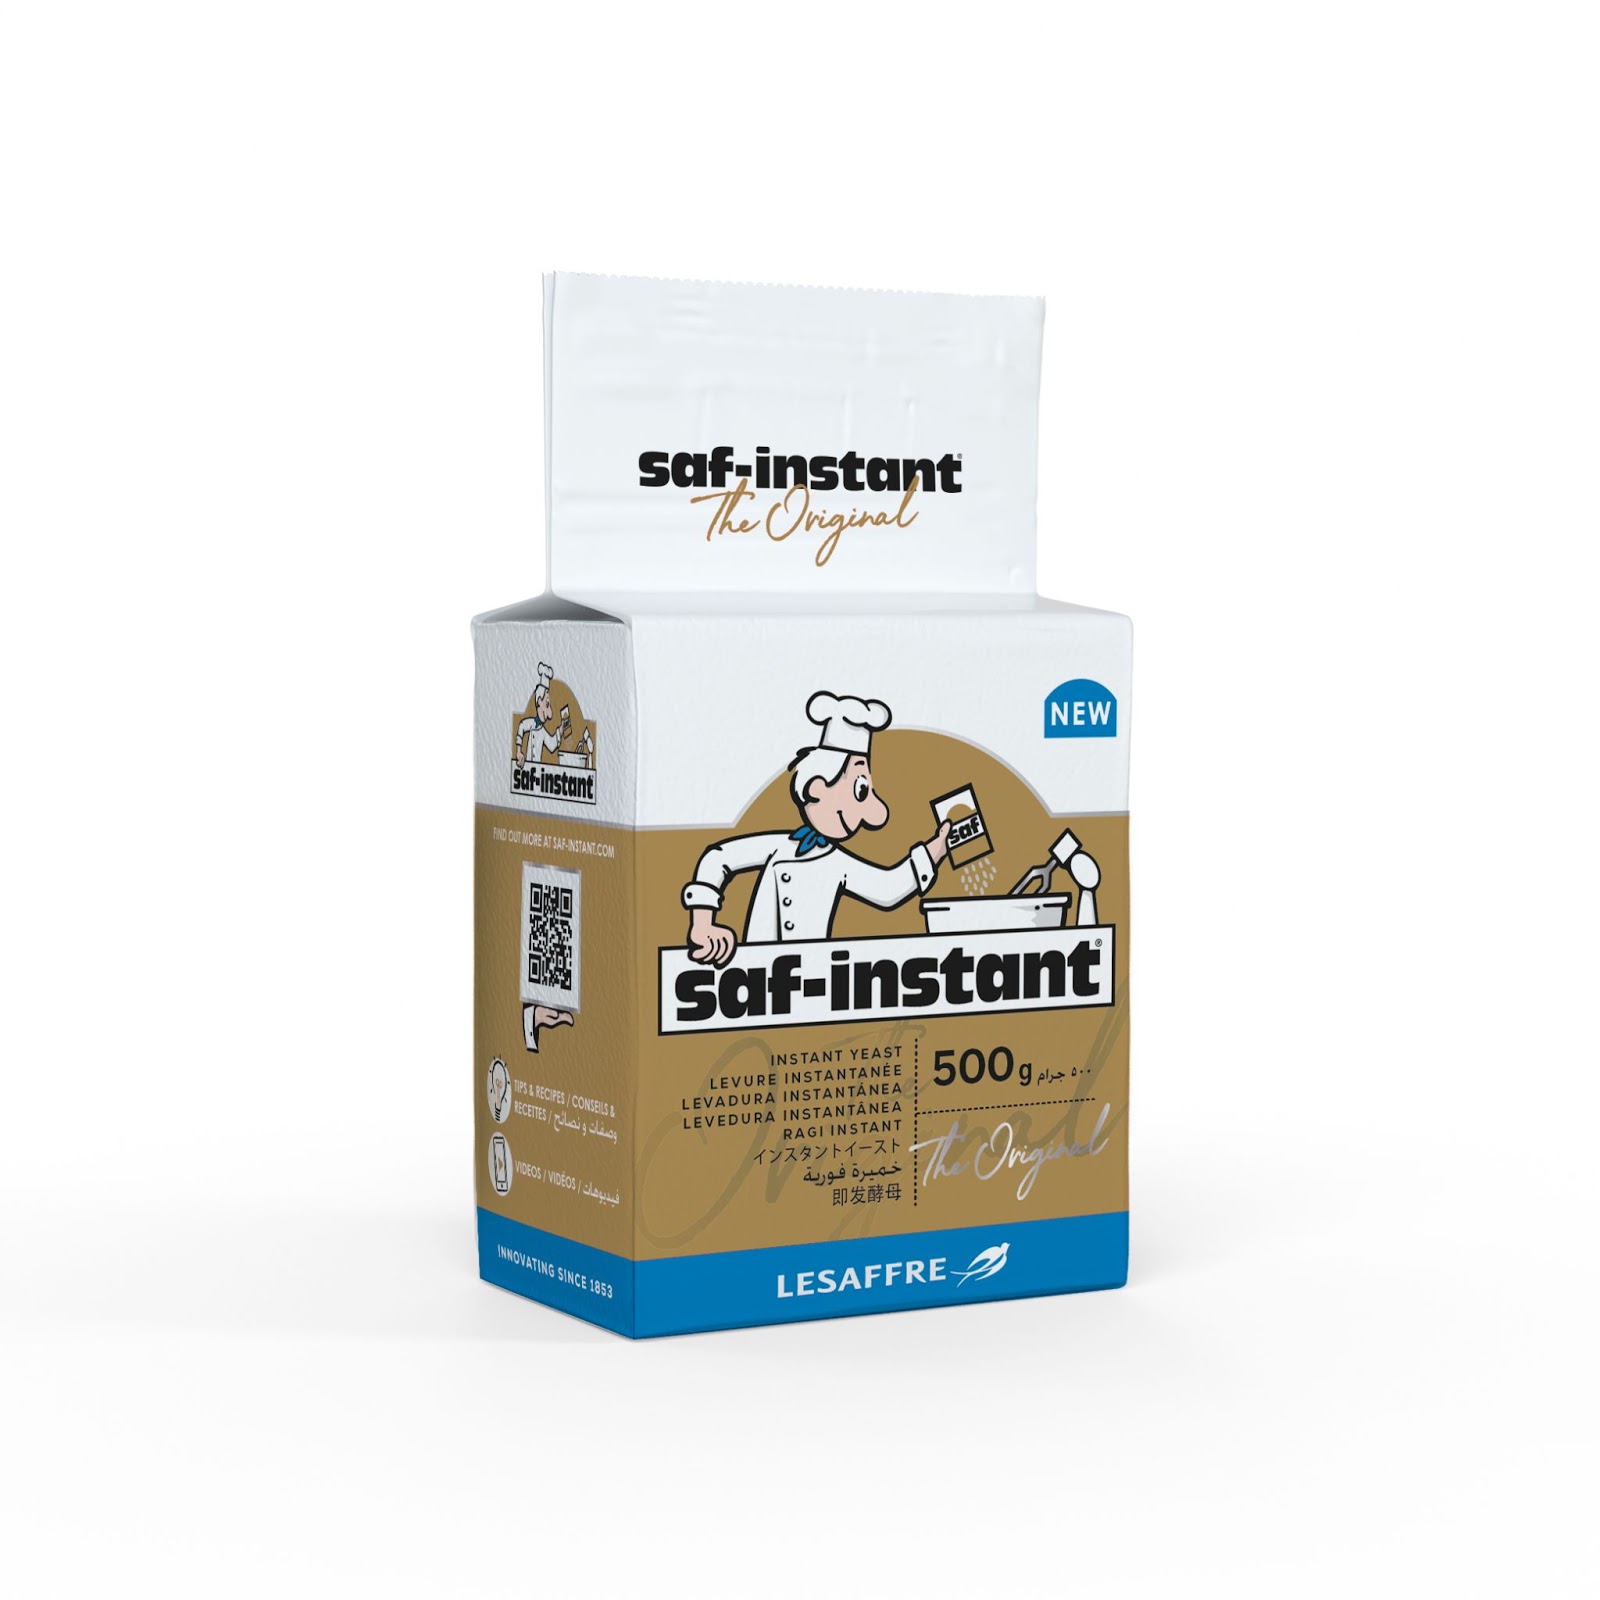 saf-instant®
The Original
NEW
saf
saf-instant®
INSTANT YEAST
LEVURE INSTANTANÉE
LEVADURA INSTANTÁNEA
LEVEDURA INSTANTÂNEA
RAGI INSTANT
インスタントイースト
خميرة فورية
即发酵母
500g ٥٠٠ جرام
The Original
The Original
LESAFFRE
saf-instant
FIND OUT MORE AT SAF-INSTANT.COM
TIPS & RECIPES / CONSEILS &
RECETTES / وصفات و نصائح
VIDEOS / VIDÉOS / فيديوهات
INNOVATING SINCE 1853